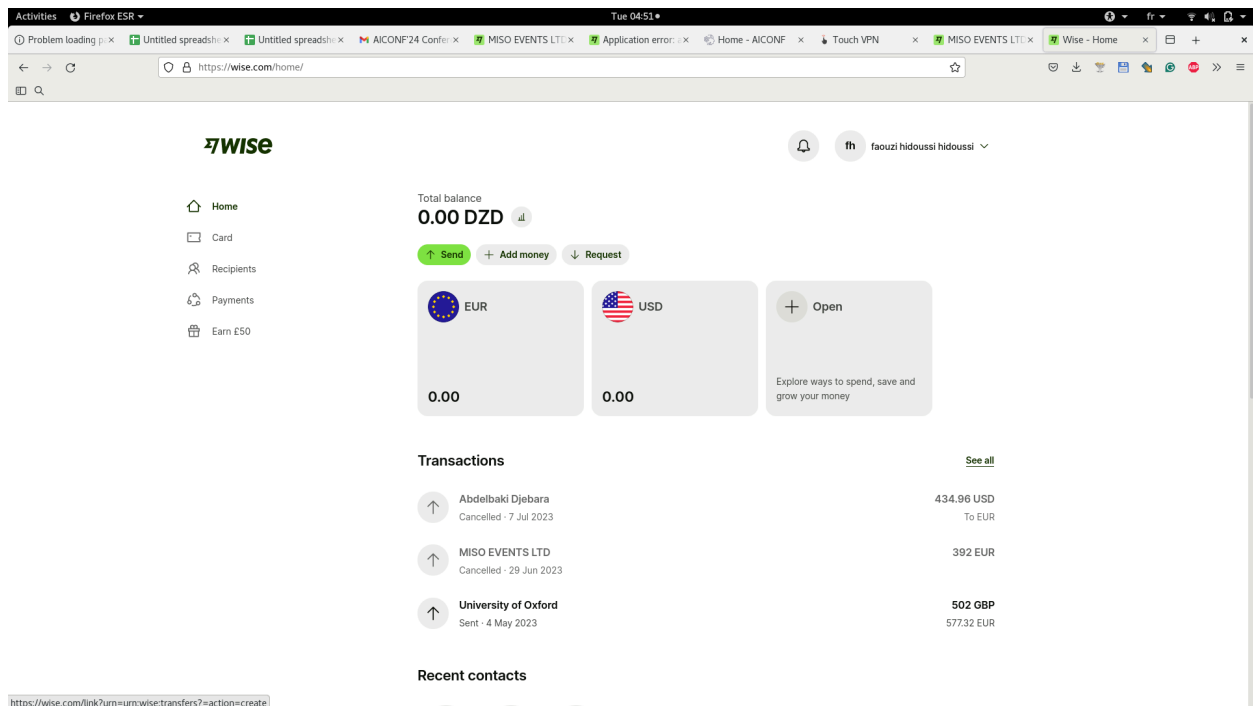 Activities Firefox ESR Tue 04:51 fr
Problem loading pa Untitled spreadshe Untitled spreadshe AICONF'24 Confer MISO EVENTS LTD Application error: a Home - AICONF Touch VPN MISO EVENTS LTD Wise - Home
https://wise.com/home/
ABP
WISE
fh faouzi hidoussi hidoussi
Home
Card
Recipients
Payments
Earn £50
Total balance
0.00 DZD
Send Add money Request
EUR USD Open
Explore ways to spend, save and
grow your money
0.00 0.00
Transactions See all
Abdelbaki Djebara 434.96 USD
Cancelled · 7 Jul 2023 To EUR
MISO EVENTS LTD 392 EUR
Cancelled · 29 Jun 2023
University of Oxford 502 GBP
Sent · 4 May 2023 577.32 EUR
Recent contacts
https://wise.com/link?urn=urn:wise:transfers?=action=create